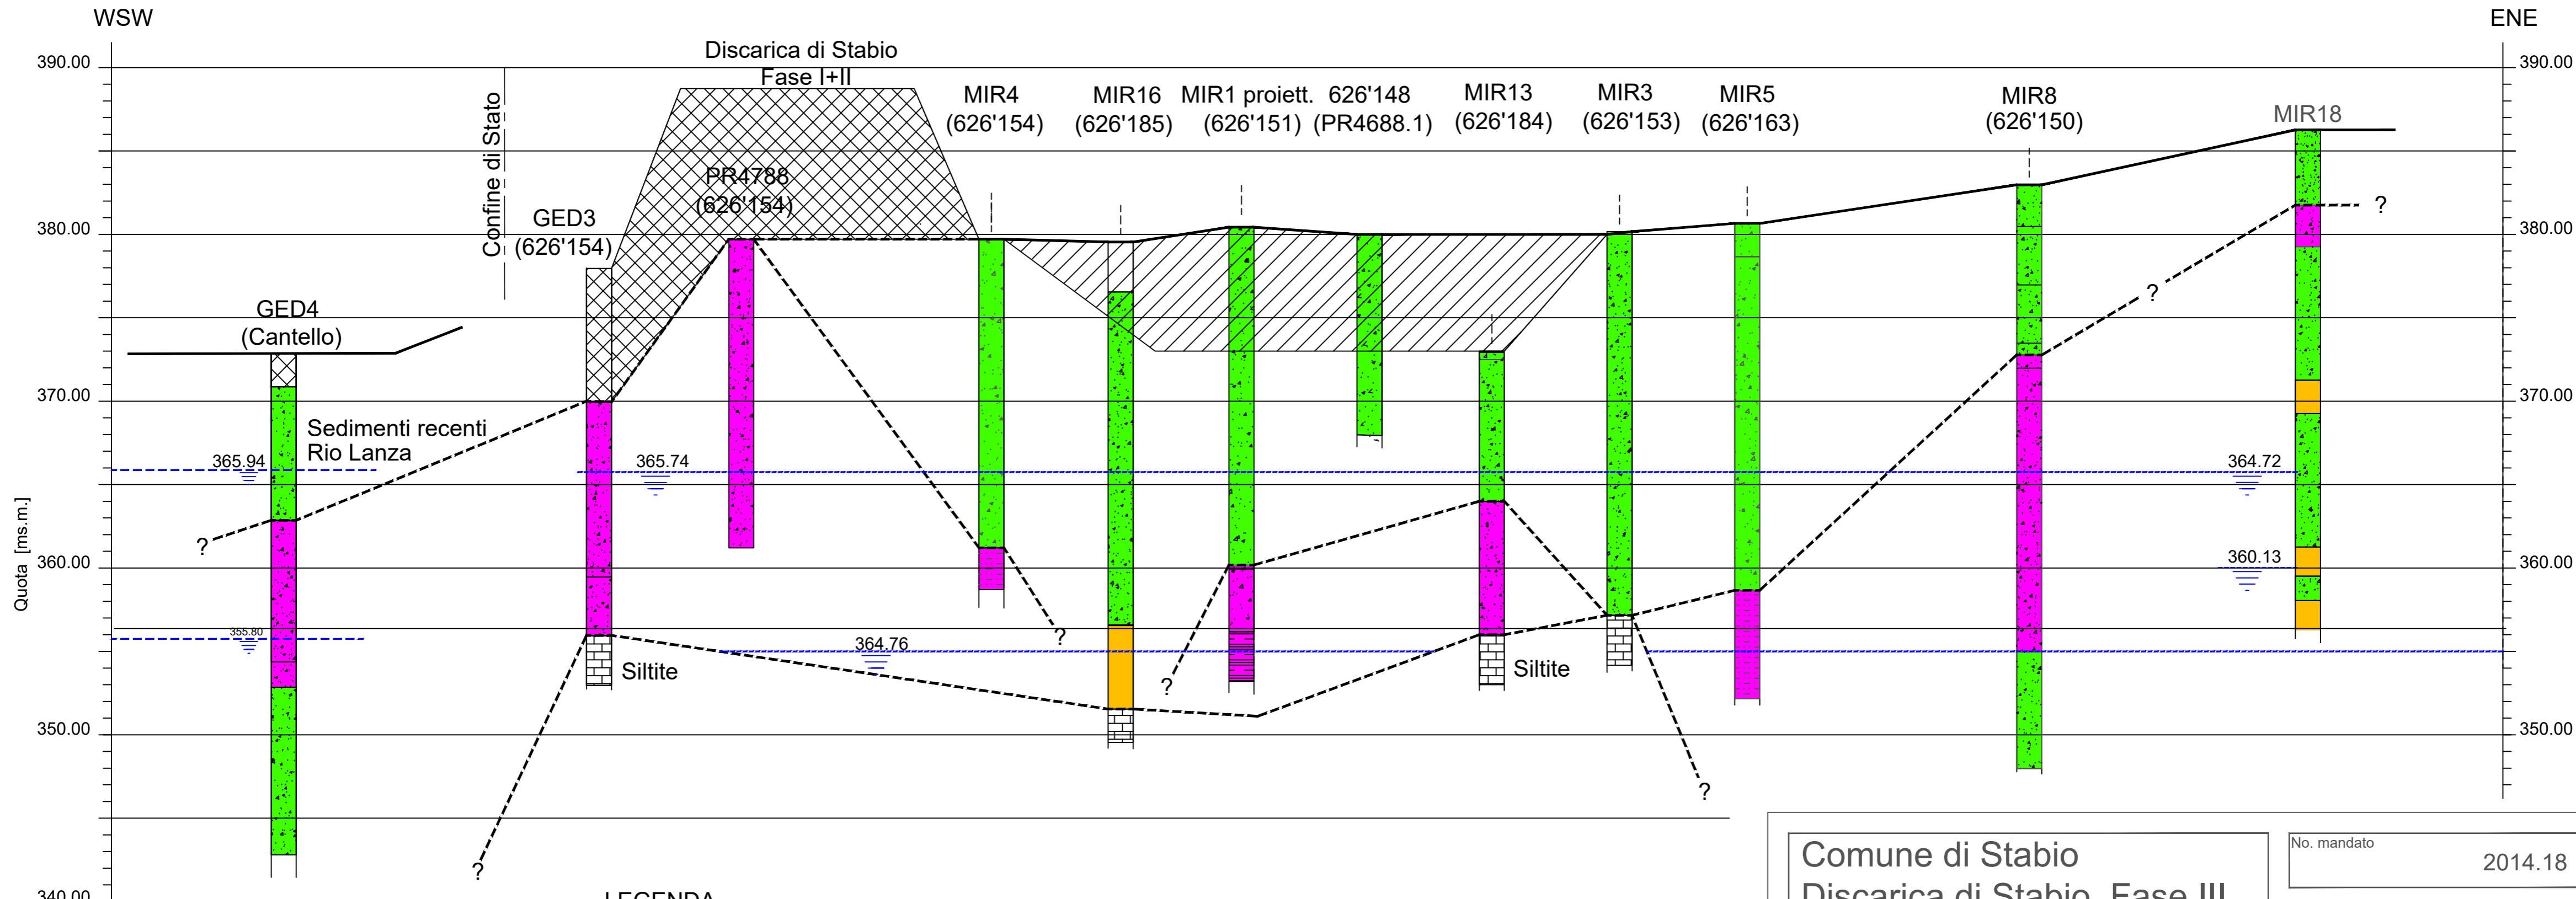 WSW
ENE
390.00
390.00
Discarica di Stabio
Fase I+II
Confine di Stato
MIR4
(626'154)
MIR16
(626'185)
MIR1 proiett.
(626'151)
626'148
(PR4688.1)
MIR13
(626'184)
MIR3
(626'153)
MIR5
(626'163)
MIR8
(626'150)
MIR18
PR4788
(626'154)
GED3
(626'154)
380.00
?
380.00
GED4
(Cantello)
?
370.00
370.00
Sedimenti recenti
Rio Lanza
365.94
365.74
364.72
?
Quota [ms.m.]
360.00
360.13
360.00
355.80
364.76
?
Siltite
?
Siltite
350.00
350.00
?
?
340.00
LEGENDA
Comune di Stabio
Discarica di Stabio, Fase III
No. mandato
2014.18